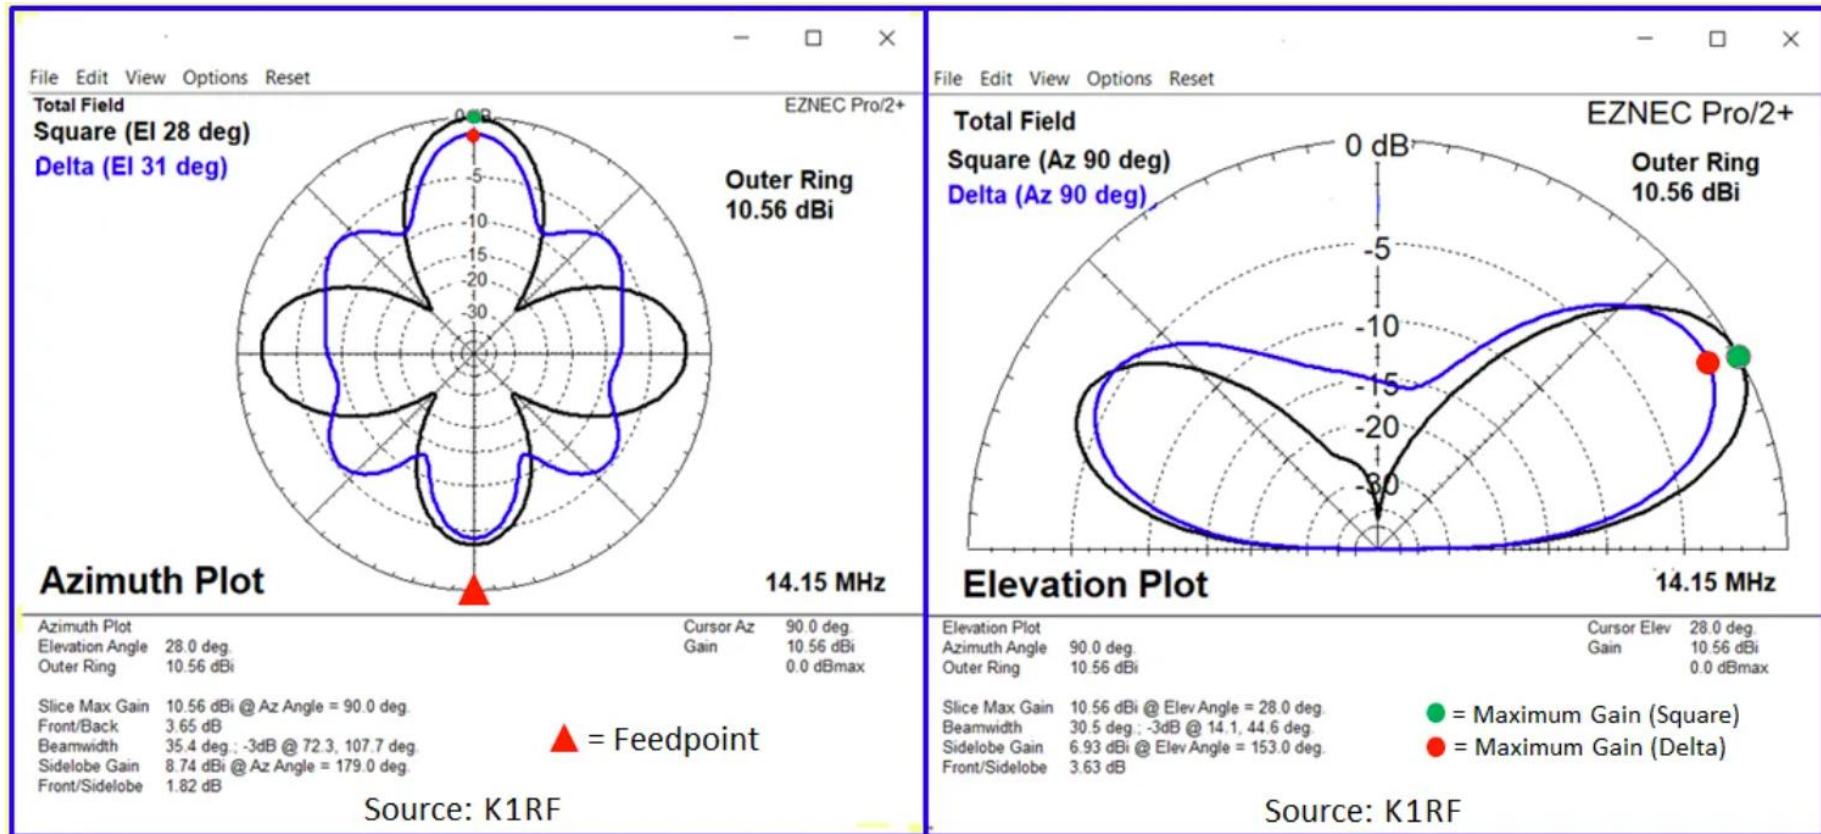 File Edit View Options Reset
Total Field
EZNEC Pro/2+
Square (El 28 deg)
Delta (El 31 deg)
Outer Ring
10.56 dBi
-5
-10
-15
-20
-30
Azimuth Plot
14.15 MHz
Azimuth Plot
Elevation Angle 28.0 deg.
Outer Ring 10.56 dBi
Cursor Az 90.0 deg.
Gain 10.56 dBi
0.0 dBmax
Slice Max Gain 10.56 dBi @ Az Angle = 90.0 deg.
Front/Back 3.65 dB
Beamwidth 35.4 deg.; -3dB @ 72.3, 107.7 deg.
Sidelobe Gain 8.74 dBi @ Az Angle = 179.0 deg.
Front/Sidelobe 1.82 dB
= Feedpoint
Source: K1RF
File Edit View Options Reset
Total Field
EZNEC Pro/2+
Square (Az 90 deg)
Delta (Az 90 deg)
0 dB
Outer Ring
10.56 dBi
-5
-10
-15
-20
-30
Elevation Plot
14.15 MHz
Elevation Plot
Azimuth Angle 90.0 deg.
Outer Ring 10.56 dBi
Cursor Elev 28.0 deg.
Gain 10.56 dBi
0.0 dBmax
Slice Max Gain 10.56 dBi @ Elev Angle = 28.0 deg.
Beamwidth 30.5 deg.; -3dB @ 14.1, 44.6 deg.
Sidelobe Gain 6.93 dBi @ Elev Angle = 153.0 deg.
Front/Sidelobe 3.63 dB
= Maximum Gain (Square)
= Maximum Gain (Delta)
Source: K1RF